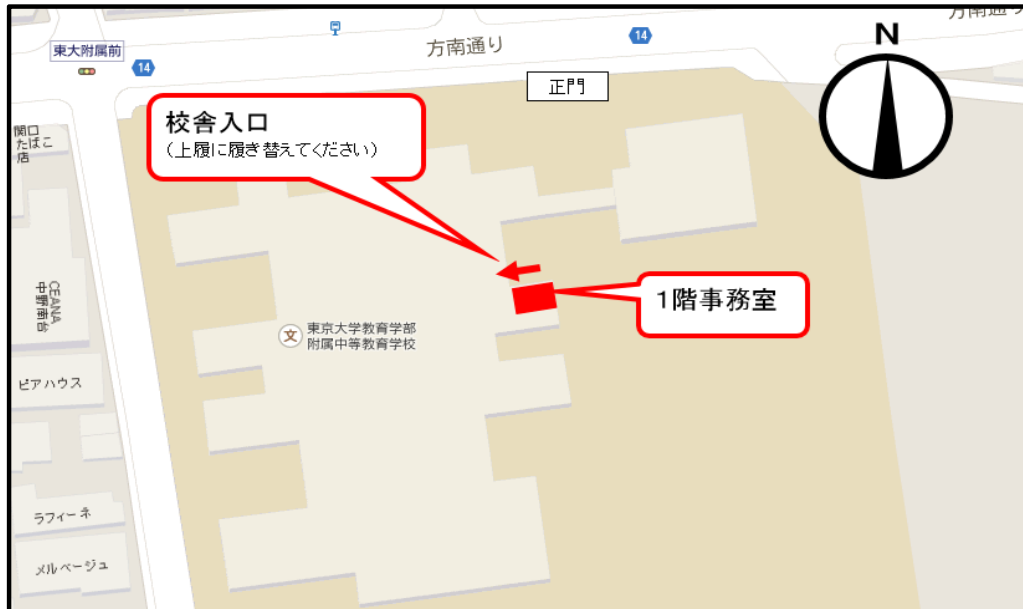 方南通り
方南通り
14
東大附属前
14
正門
N
校舎入口
(上履に履き替えてください)
関口
たばこ
店
CEANA
中野南台
1階事務室
文
東京大学教育学部
附属中等教育学校
ピアハウス
ラフィーネ
メルベージュ